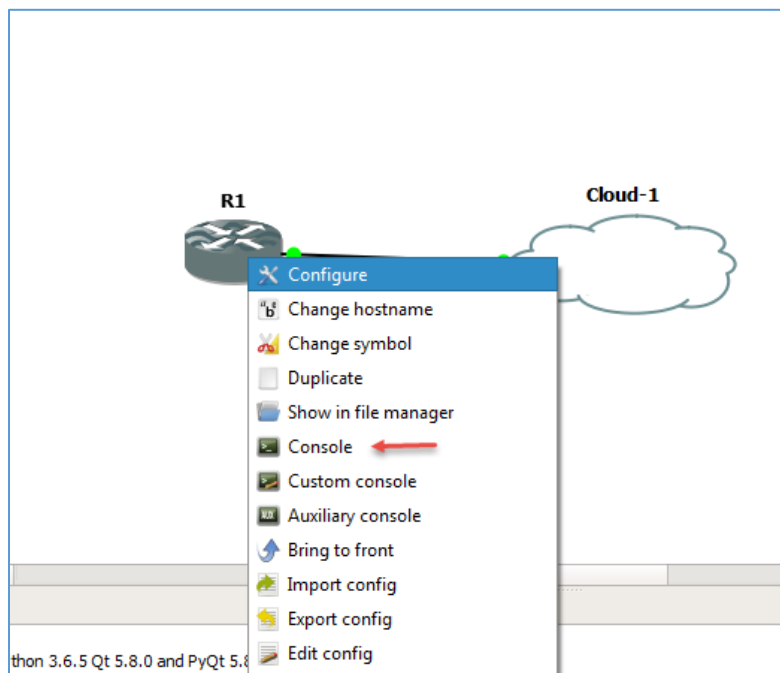 R1
Cloud-1
Configure
Change hostname
Change symbol
Duplicate
Show in file manager
Console
Custom console
Auxiliary console
Bring to front
Import config
Export config
Edit config
thon 3.6.5 Qt 5.8.0 and PyQt 5.8